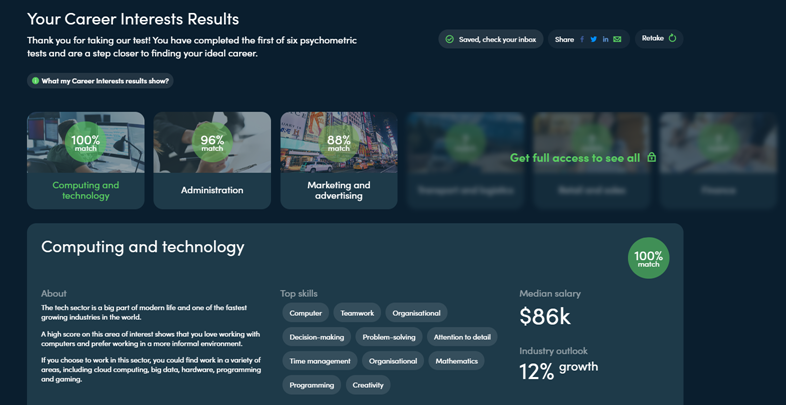 Your Career Interests Results
Thank you for taking our test! You have completed the first of six psychometric
tests and are a step closer to finding your ideal career.
Saved, check your inbox
Share
Retake
What my Career Interests results show?
100%
match
Computing and
technology
96%
match
Administration
88%
match
Marketing and
advertising
Get full access to see all
Transport and logistics
Retail and sales
Finance
Computing and technology
100%
match
About
The tech sector is a big part of modern life and one of the fastest
growing industries in the world.
A high score on this area of interest shows that you love working with
computers and prefer working in a more informal environment.
If you choose to work in this sector, you could find work in a variety of
areas, including cloud computing, big data, hardware, programming
and gaming.
Top skills
Computer
Teamwork
Organisational
Decision-making
Problem-solving
Attention to detail
Time management
Organisational
Mathematics
Programming
Creativity
Median salary
$86k
Industry outlook
12% growth